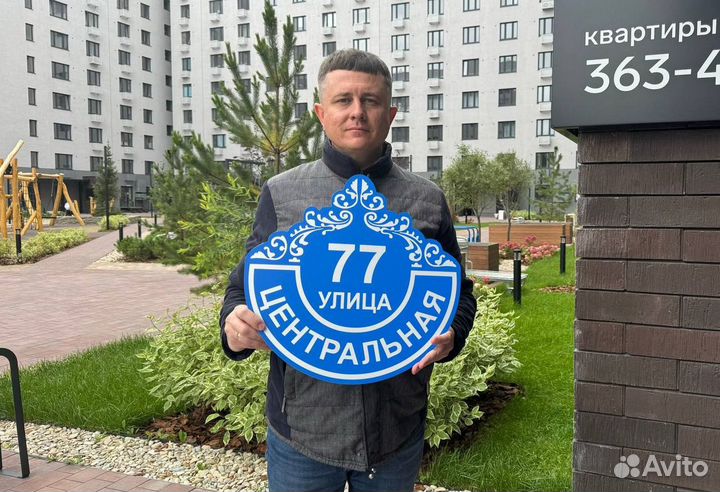 квартиры
363-4
77
УЛИЦА
ЦЕНТРАЛЬНАЯ
Avito